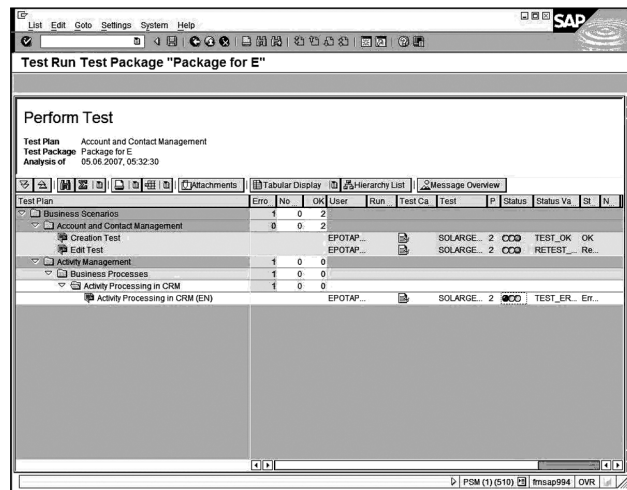 List Edit Goto Settings System Help
SAP
Test Run Test Package "Package for E"
Perform Test
Test Plan Account and Contact Management
Test Package Package for E
Analysis of 05.06.2007, 05:32:30
Attachments Tabular Display Hierarchy List Message Overview
Test Plan Erro No... OK User Run... Test Ca Test P Status Status Va... St N...
Business Scenarios 1 0 2
Account and Contact Management 0 0 2
Creation Test EPOTAP... SOLARGE... 2 TEST_OK OK
Edit Test EPOTAP... SOLARGE... 2 RETEST_... Re...
Activity Management 1 0 0
Business Processes 1 0 0
Activity Processing in CRM 1 0 0
Activity Processing in CRM (EN) EPOTAP... SOLARGE... 2 TEST_ER... Err...
PSM (1) (510) fmsap994 OVR